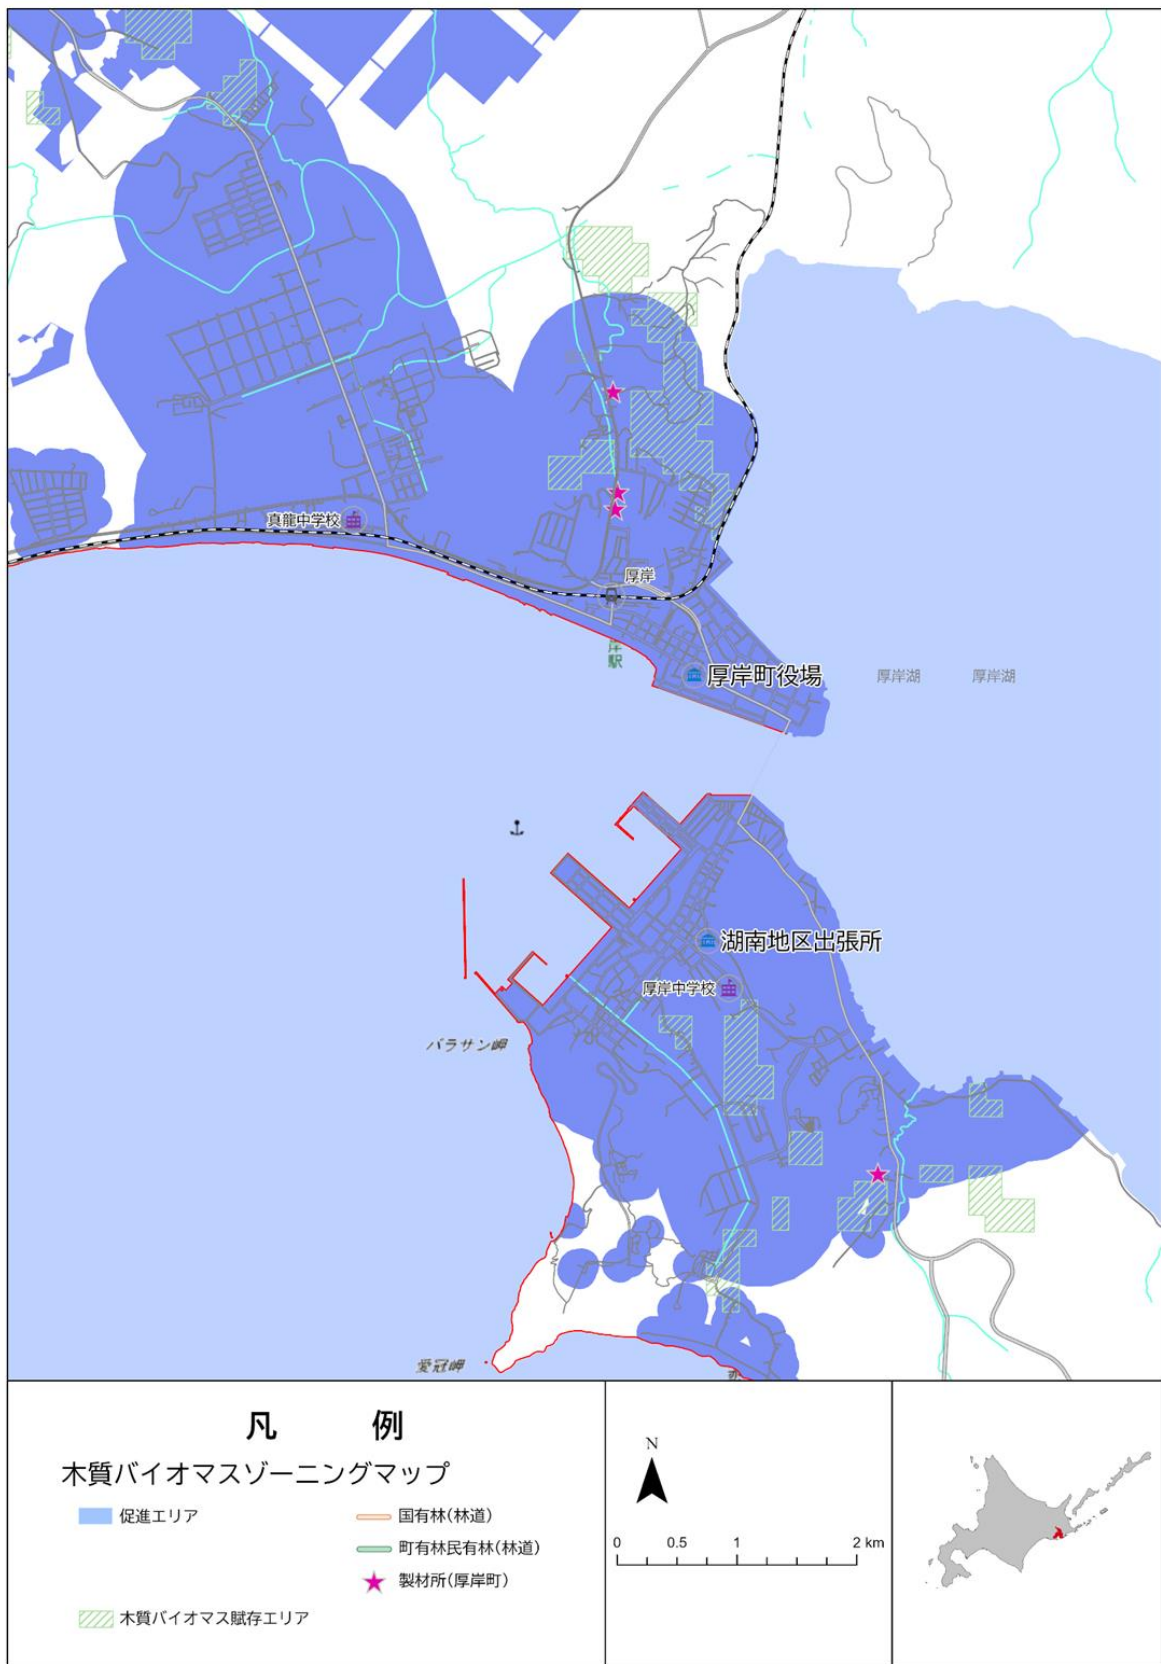 真龍中学校
厚岸
岸駅
厚岸町役場
厚岸湖
厚岸湖
湖南地区出張所
厚岸中学校
バラサン岬
愛冠岬
凡 例
木質バイオマスゾーニングマップ
促進エリア
国有林(林道)
町有林民有林(林道)
製材所(厚岸町)
木質バイオマス賦存エリア
N
0 0.5 1 2 km